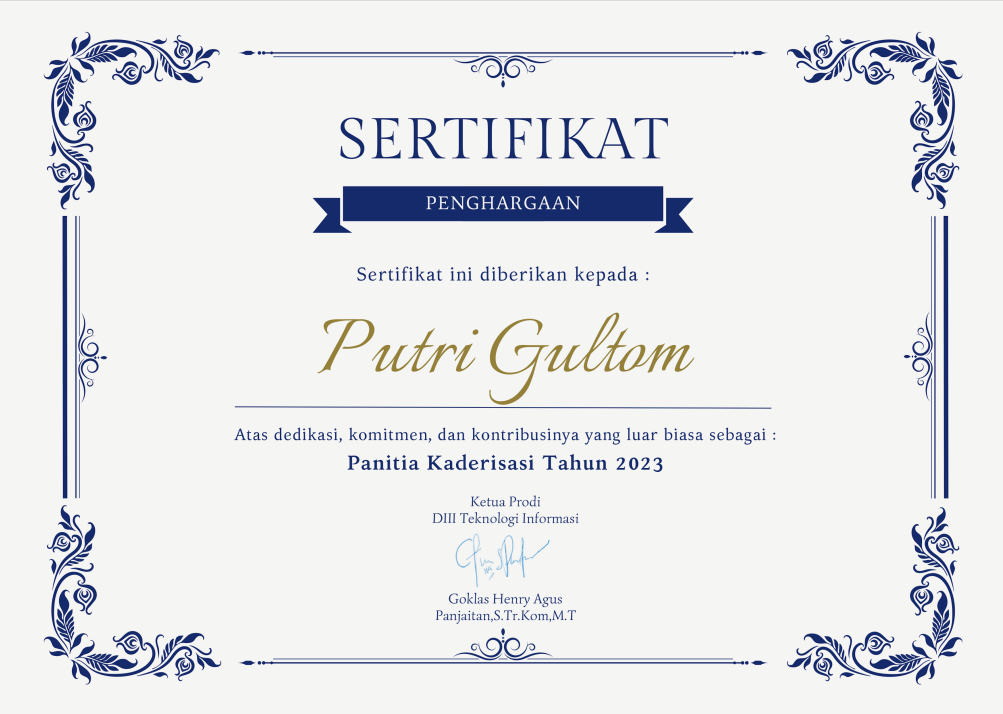 SERTIFIKAT
PENGHARGAAN
Sertifikat ini diberikan kepada :
Putri Gultom
Atas dedikasi, komitmen, dan kontribusinya yang luar biasa sebagai :
Panitia Kaderisasi Tahun 2023
Ketua Prodi
DIII Teknologi Informasi
Goklas Henry Agus
Panjaitan,S.Tr.Kom,M.T